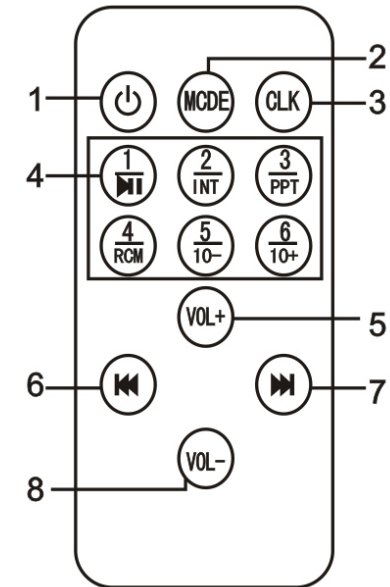 2
1 MCDE CLK 3
4 1 2 INT 3 PPT
4 RCM 5 10- 6 10+
VOL+ 5
6 7
VOL-
8